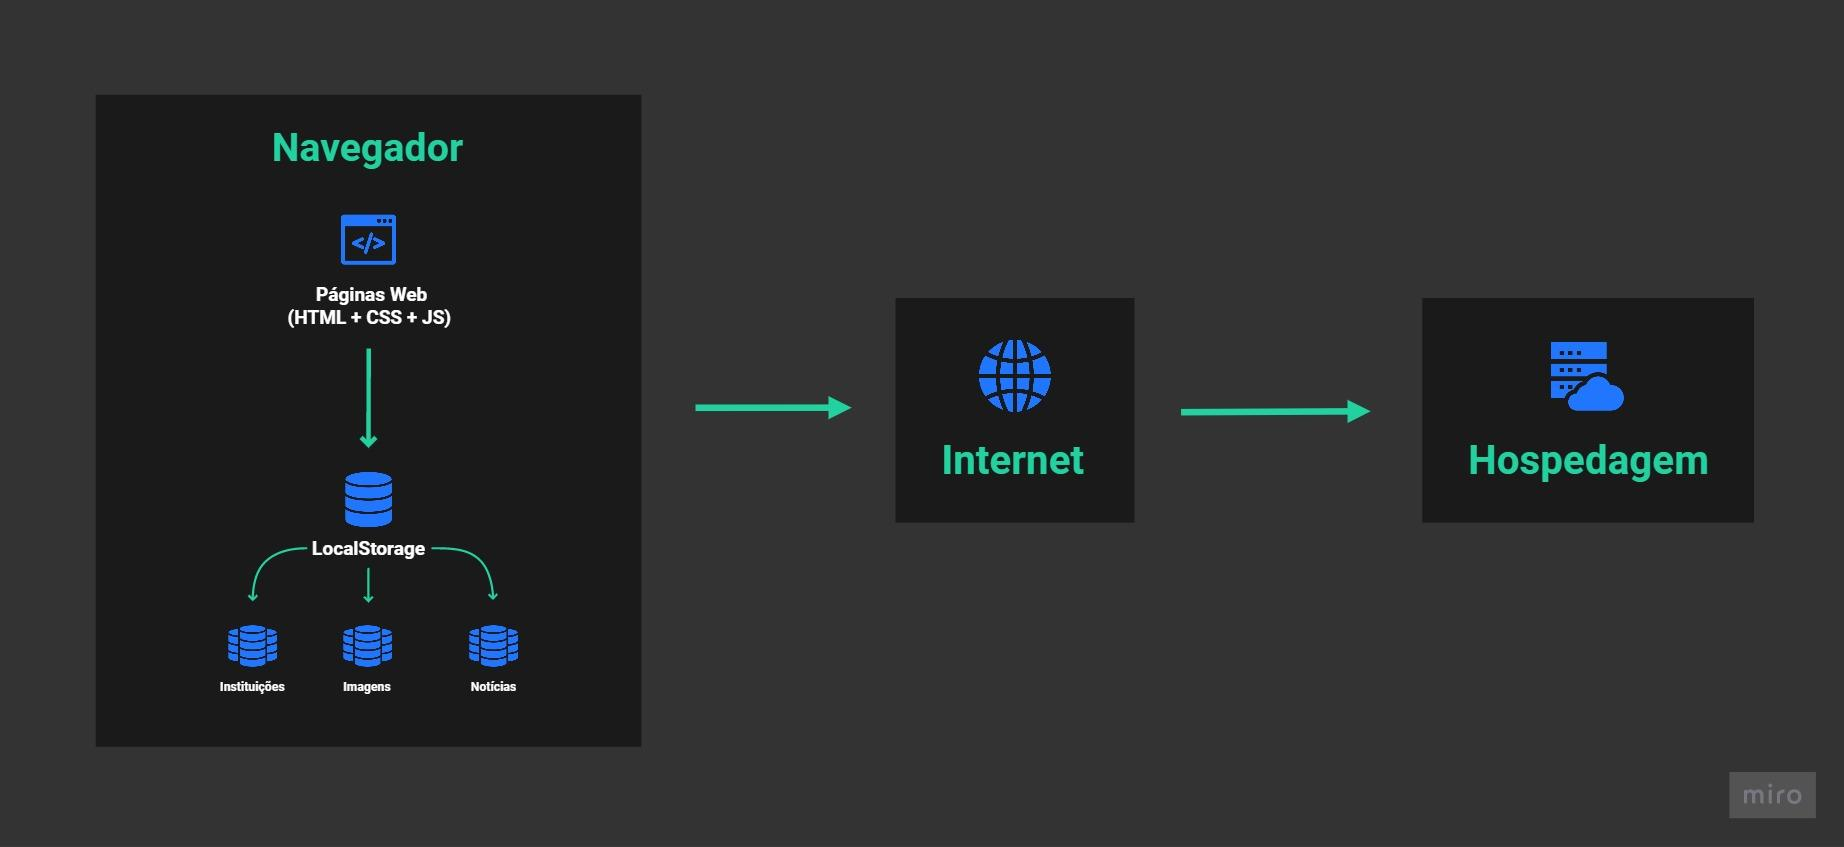 Navegador
Páginas Web
(HTML + CSS + JS)
LocalStorage
Instituições
Imagens
Notícias
Internet
Hospedagem
miro